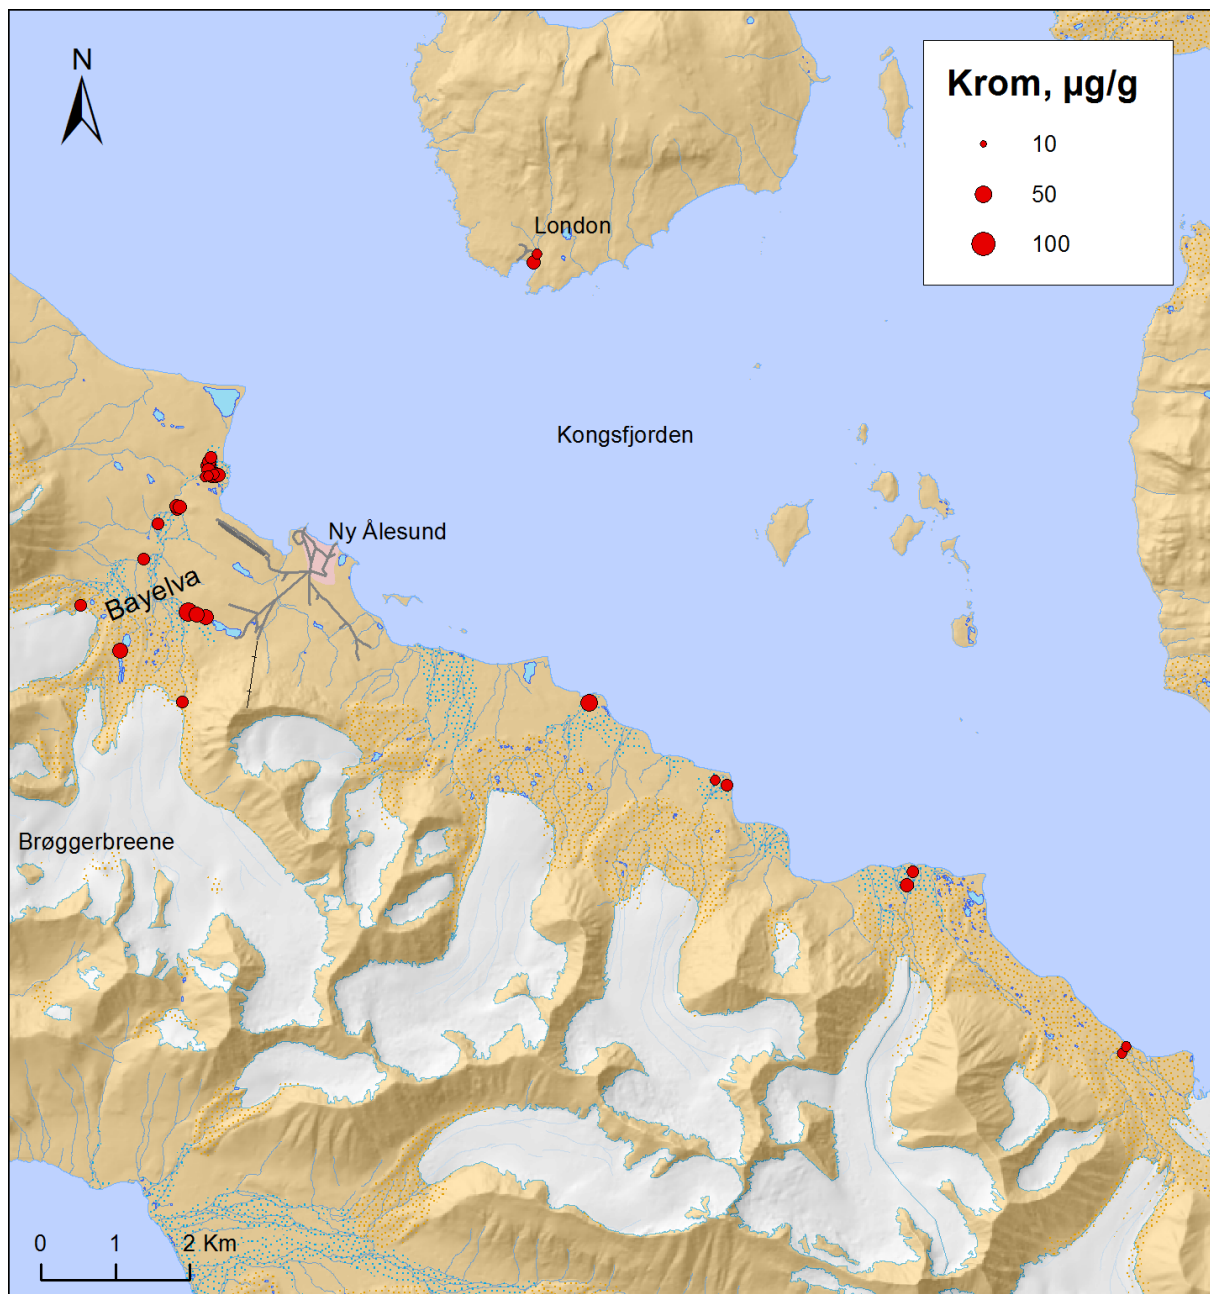 N
Krom, µg/g
10
50
100
London
Kongsfjorden
Ny Ålesund
Bayelva
Brøggerbreene
0 1 2 Km